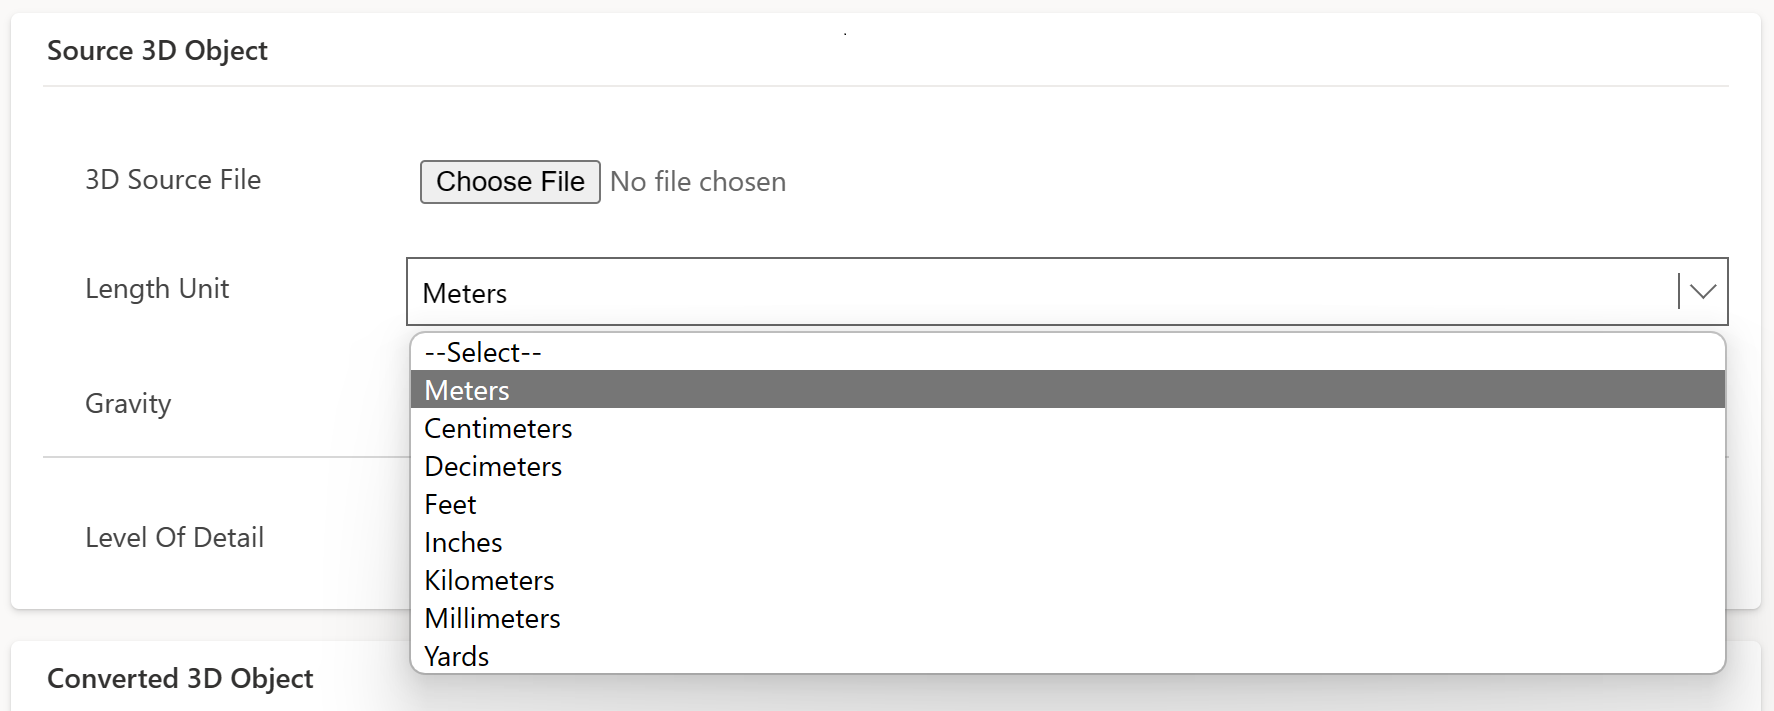 Source 3D Object
3D Source File
Choose File No file chosen
Length Unit
Meters
--Select--
Meters
Centimeters
Decimeters
Feet
Inches
Kilometers
Millimeters
Yards
Gravity
Level Of Detail
Converted 3D Object